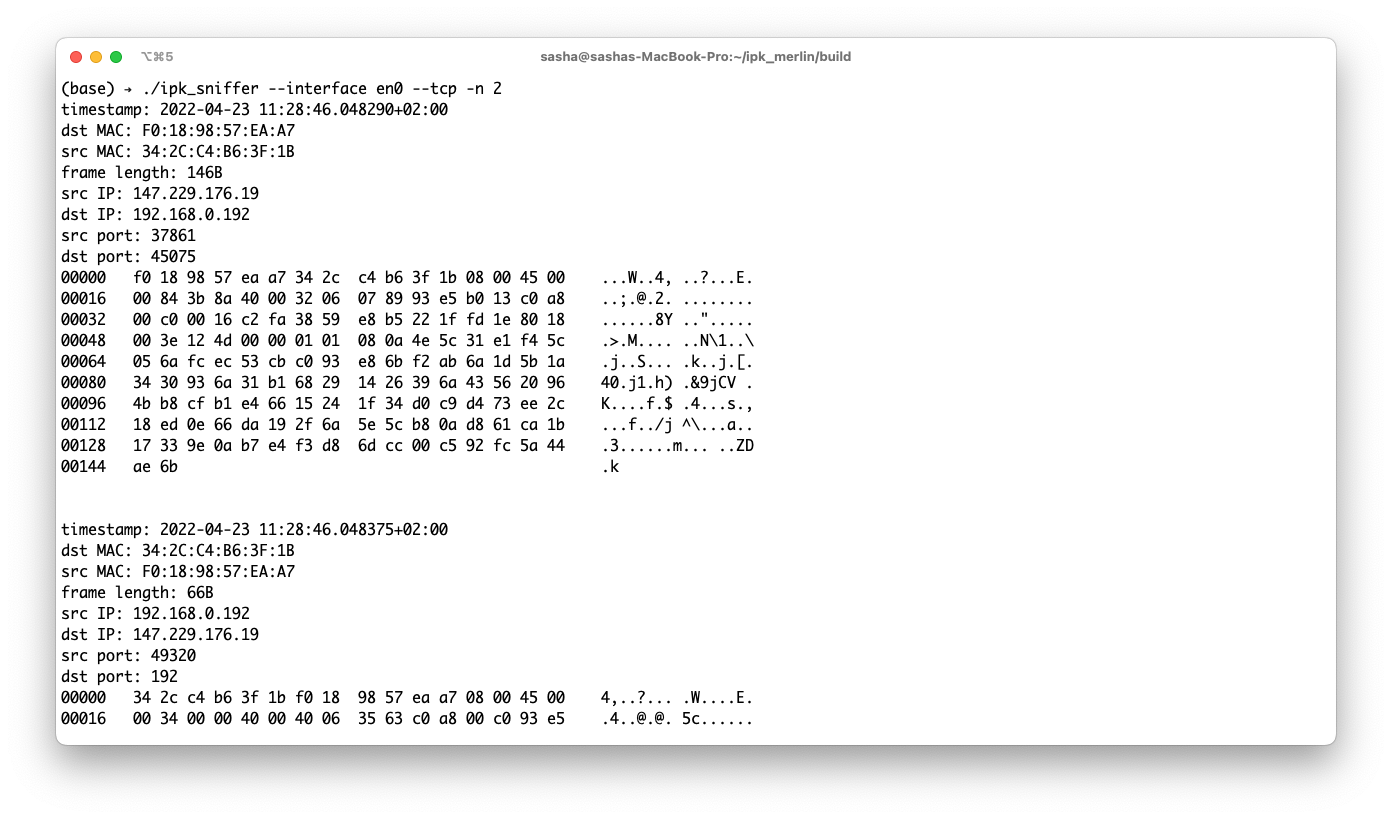 ⌥⌘5
sasha@sashas-MacBook-Pro:~/ipk_merlin/build
(base) → ./ipk_sniffer --interface en0 --tcp -n 2
timestamp: 2022-04-23 11:28:46.048290+02:00
dst MAC: F0:18:98:57:EA:A7
src MAC: 34:2C:C4:B6:3F:1B
frame length: 146B
src IP: 147.229.176.19
dst IP: 192.168.0.192
src port: 37861
dst port: 45075
00000   f0 18 98 57 ea a7 34 2c  c4 b6 3f 1b 08 00 45 00    ...W..4, ..?...E.
00016   00 84 3b 8a 40 00 32 06  07 89 93 e5 b0 13 c0 a8    ..;.@.2. ........
00032   00 c0 00 16 c2 fa 38 59  e8 b5 22 1f fd 1e 80 18    ......8Y ..".....
00048   00 3e 12 4d 00 00 01 01  08 0a 4e 5c 31 e1 f4 5c    .>.M.... ..N\1..\
00064   05 6a fc ec 53 cb c0 93  e8 6b f2 ab 6a 1d 5b 1a    .j..S... .k..j.[.
00080   34 30 93 6a 31 b1 68 29  14 26 39 6a 43 56 20 96    40.j1.h) .&9jCV .
00096   4b b8 cf b1 e4 66 15 24  1f 34 d0 c9 d4 73 ee 2c    K....f.$ .4...s.,
00112   18 ed 0e 66 da 19 2f 6a  5e 5c b8 0a d8 61 ca 1b    ...f../j ^\...a..
00128   17 33 9e 0a b7 e4 f3 d8  6d cc 00 c5 92 fc 5a 44    .3......m... ..ZD
00144   ae 6b                                               .k
timestamp: 2022-04-23 11:28:46.048375+02:00
dst MAC: 34:2C:C4:B6:3F:1B
src MAC: F0:18:98:57:EA:A7
frame length: 66B
src IP: 192.168.0.192
dst IP: 147.229.176.19
src port: 49320
dst port: 192
00000   34 2c c4 b6 3f 1b f0 18  98 57 ea a7 08 00 45 00    4,..?... .W....E.
00016   00 34 00 00 40 00 40 06  35 63 c0 a8 00 c0 93 e5    .4..@.@. 5c......